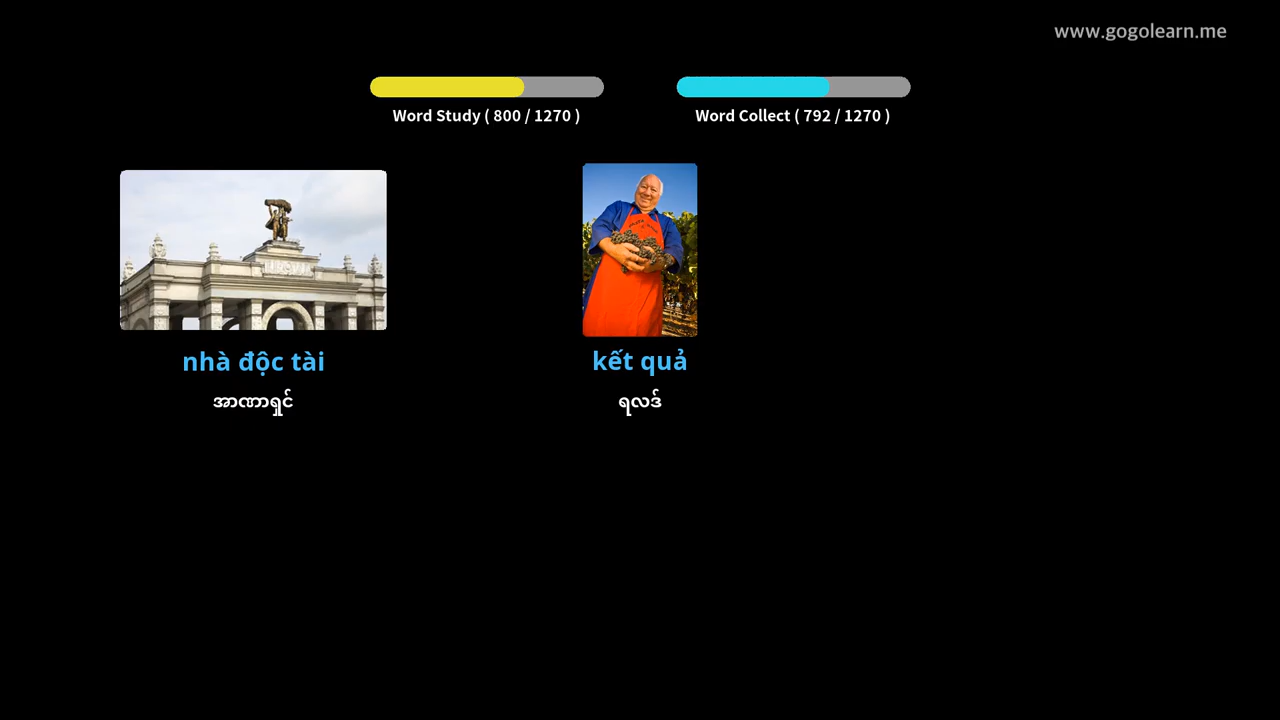 www.gogolearn.me
Word Study ( 800 / 1270 )
Word Collect ( 792 / 1270 )
nhà độc tài
kết quả
အာဏာရှင်
ရလဒ်